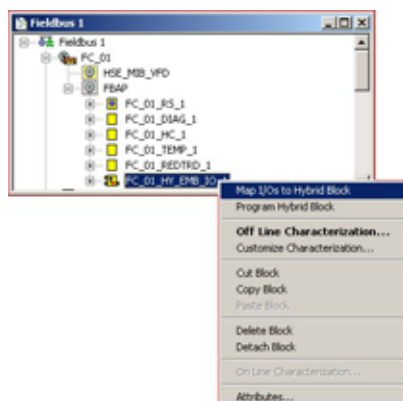 Fieldbus 1
Fieldbus 1
FC_01
HSE_MIB_VFD
FBAP
FC_01_RS_1
FC_01_DIAG_1
FC_01_HC_1
FC_01_TEMP_1
FC_01_REDTRD_1
FC_01_HY_EMB_IO_1
Map I/Os to Hybrid Block
Program Hybrid Block
Off Line Characterization...
Customize Characterization...
Cut Block
Copy Block
Paste Block
Delete Block
Detach Block
On Line Characterization...
Attributes...